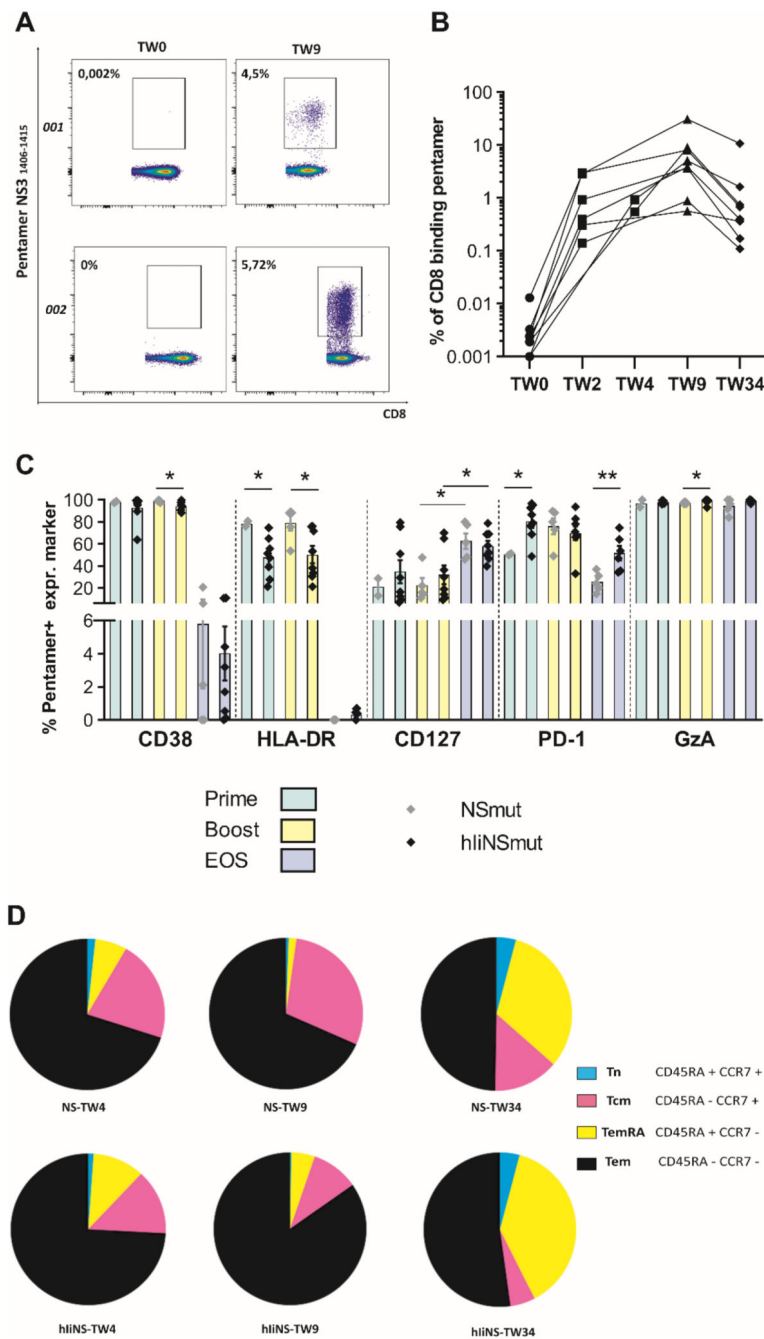 A
TW0 TW9
0,002% 4,5%
001
Pentamer NS3 1406-1415
0% 5,72%
002
CD8
B
% of CD8 binding pentamer
100
10
1
0.1
0.01
0.001
TW0 TW2 TW4 TW9 TW34
C
% Pentamer+ expr. marker
* * * * * * ** *
100
80
60
40
20
6
4
2
0
CD38 HLA-DR CD127 PD-1 GzA
Prime
Boost
EOS
NSmut
hIiNSmut
D
NS-TW4 NS-TW9 NS-TW34
Tn CD45RA + CCR7 +
Tcm CD45RA - CCR7 +
TemRA CD45RA + CCR7 -
Tem CD45RA - CCR7 -
hIiNS-TW4 hIiNS-TW9 hIiNS-TW34